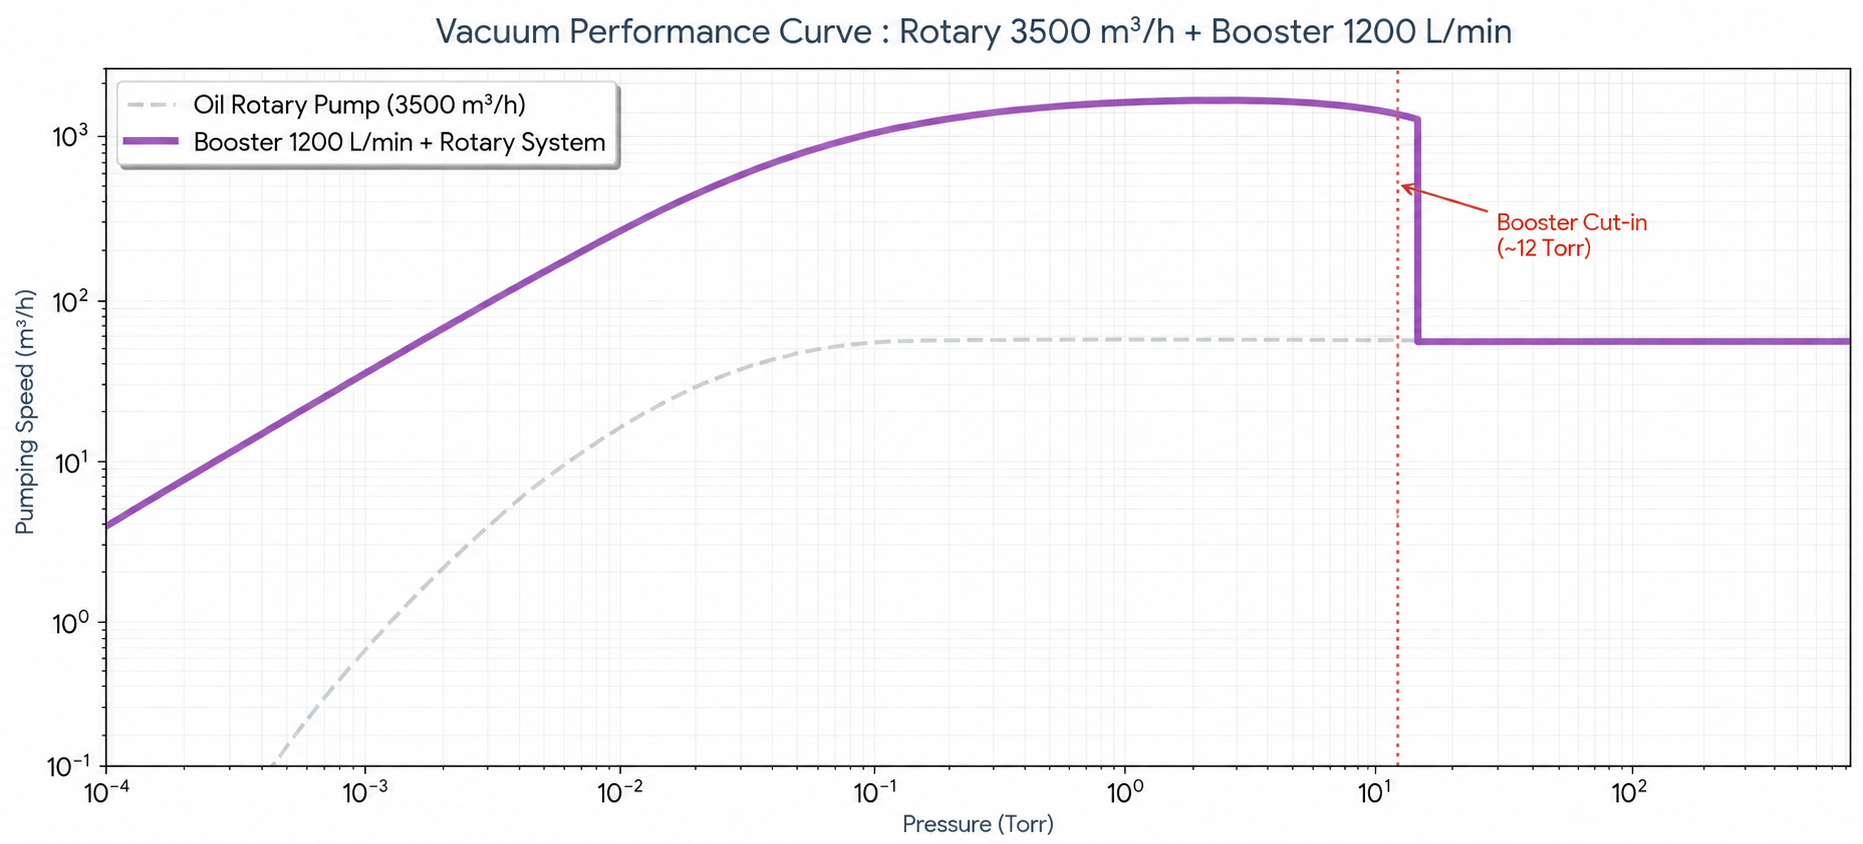 Vacuum Performance Curve : Rotary 3500 m³/h + Booster 1200 L/min
Oil Rotary Pump (3500 m³/h)
Booster 1200 L/min + Rotary System
Booster Cut-in
(~12 Torr)
Pumping Speed (m³/h)
10³
10²
10¹
10⁰
10⁻¹
10⁻⁴ 10⁻³ 10⁻² 10⁻¹ 10⁰ 10¹ 10²
Pressure (Torr)